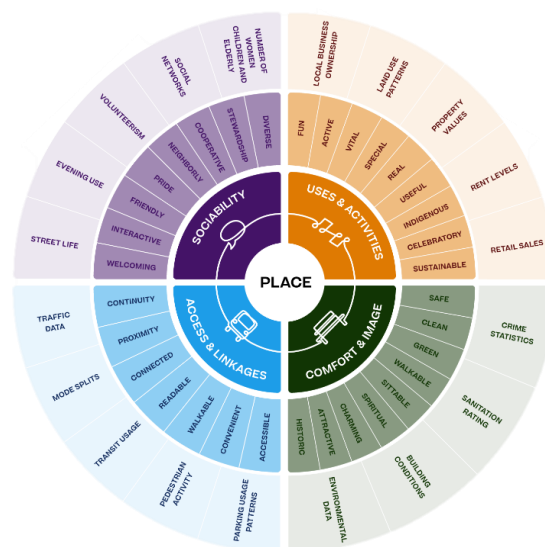 PLACE
SOCIABILITY
USES & ACTIVITIES
ACCESS & LINKAGES
COMFORT & IMAGE
WELCOMING
INTERACTIVE
FRIENDLY
PRIDE
NEIGHBORLY
COOPERATIVE
STEWARDSHIP
DIVERSE
STREET LIFE
EVENING USE
VOLUNTEERISM
SOCIAL
NETWORKS
NUMBER OF
WOMEN
CHILDREN AND
ELDERLY
FUN
ACTIVE
VITAL
SPECIAL
REAL
USEFUL
INDIGENOUS
CELEBRATORY
SUSTAINABLE
LOCAL BUSINESS
OWNERSHIP
LAND USE
PATTERNS
PROPERTY
VALUES
RENT LEVELS
RETAIL SALES
SAFE
CLEAN
GREEN
WALKABLE
SITTABLE
SPIRITUAL
CHARMING
ATTRACTIVE
HISTORIC
CRIME
STATISTICS
SANITATION
RATING
BUILDING
CONDITIONS
ENVIRONMENTAL
DATA
CONTINUITY
PROXIMITY
CONNECTED
READABLE
WALKABLE
CONVENIENT
ACCESSIBLE
TRAFFIC
DATA
MODE SPLITS
TRANSIT USAGE
PEDESTRIAN
ACTIVITY
PARKING USAGE
PATTERNS